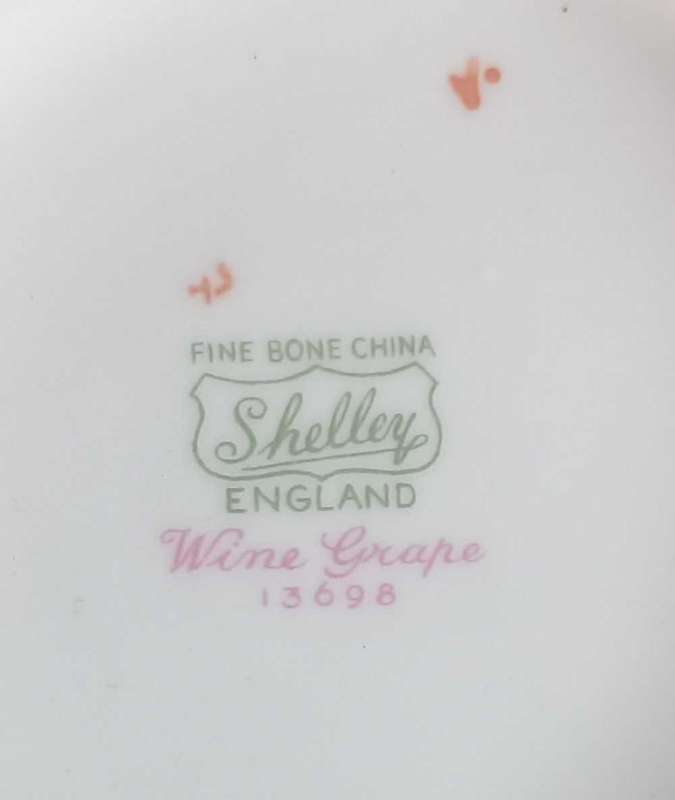 FINE BONE CHINA
Shelley
ENGLAND
Wine Grape
13698